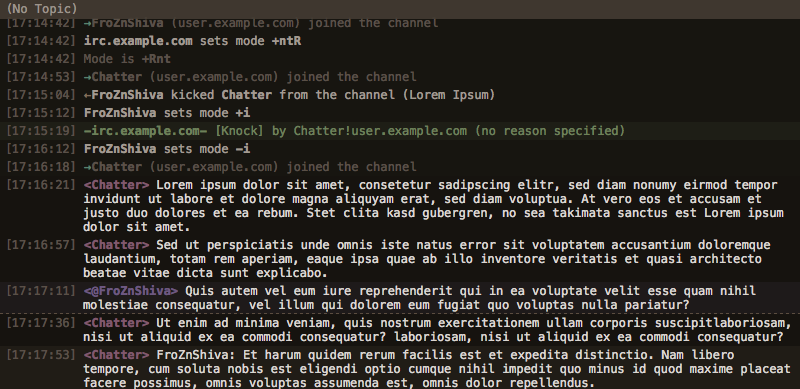 (No Topic)
[17:14:42] →FroZnShiva (user.example.com) joined the channel
[17:14:42] irc.example.com sets mode +ntR
[17:14:42] Mode is +Rnt
[17:14:53] →Chatter (user.example.com) joined the channel
[17:15:04] ←FroZnShiva kicked Chatter from the channel (Lorem Ipsum)
[17:15:12] FroZnShiva sets mode +i
[17:15:19] -irc.example.com- [Knock] by Chatter!user.example.com (no reason specified)
[17:16:12] FroZnShiva sets mode -i
[17:16:18] →Chatter (user.example.com) joined the channel
[17:16:21] <Chatter> Lorem ipsum dolor sit amet, consetetur sadipscing elitr, sed diam nonumy eirmod tempor
invidunt ut labore et dolore magna aliquyam erat, sed diam voluptua. At vero eos et accusam et
justo duo dolores et ea rebum. Stet clita kasd gubergren, no sea takimata sanctus est Lorem ipsum
dolor sit amet.
[17:16:57] <Chatter> Sed ut perspiciatis unde omnis iste natus error sit voluptatem accusantium doloremque
laudantium, totam rem aperiam, eaque ipsa quae ab illo inventore veritatis et quasi architecto
beatae vitae dicta sunt explicabo.
[17:17:11] <@FroZnShiva> Quis autem vel eum iure reprehenderit qui in ea voluptate velit esse quam nihil
molestiae consequatur, vel illum qui dolorem eum fugiat quo voluptas nulla pariatur?
[17:17:36] <Chatter> Ut enim ad minima veniam, quis nostrum exercitationem ullam corporis suscipitlaboriosam,
nisi ut aliquid ex ea commodi consequatur? laboriosam, nisi ut aliquid ex ea commodi consequatur?
[17:17:53] <Chatter> FroZnShiva: Et harum quidem rerum facilis est et expedita distinctio. Nam libero
tempore, cum soluta nobis est eligendi optio cumque nihil impedit quo minus id quod maxime placeat
facere possimus, omnis voluptas assumenda est, omnis dolor repellendus.